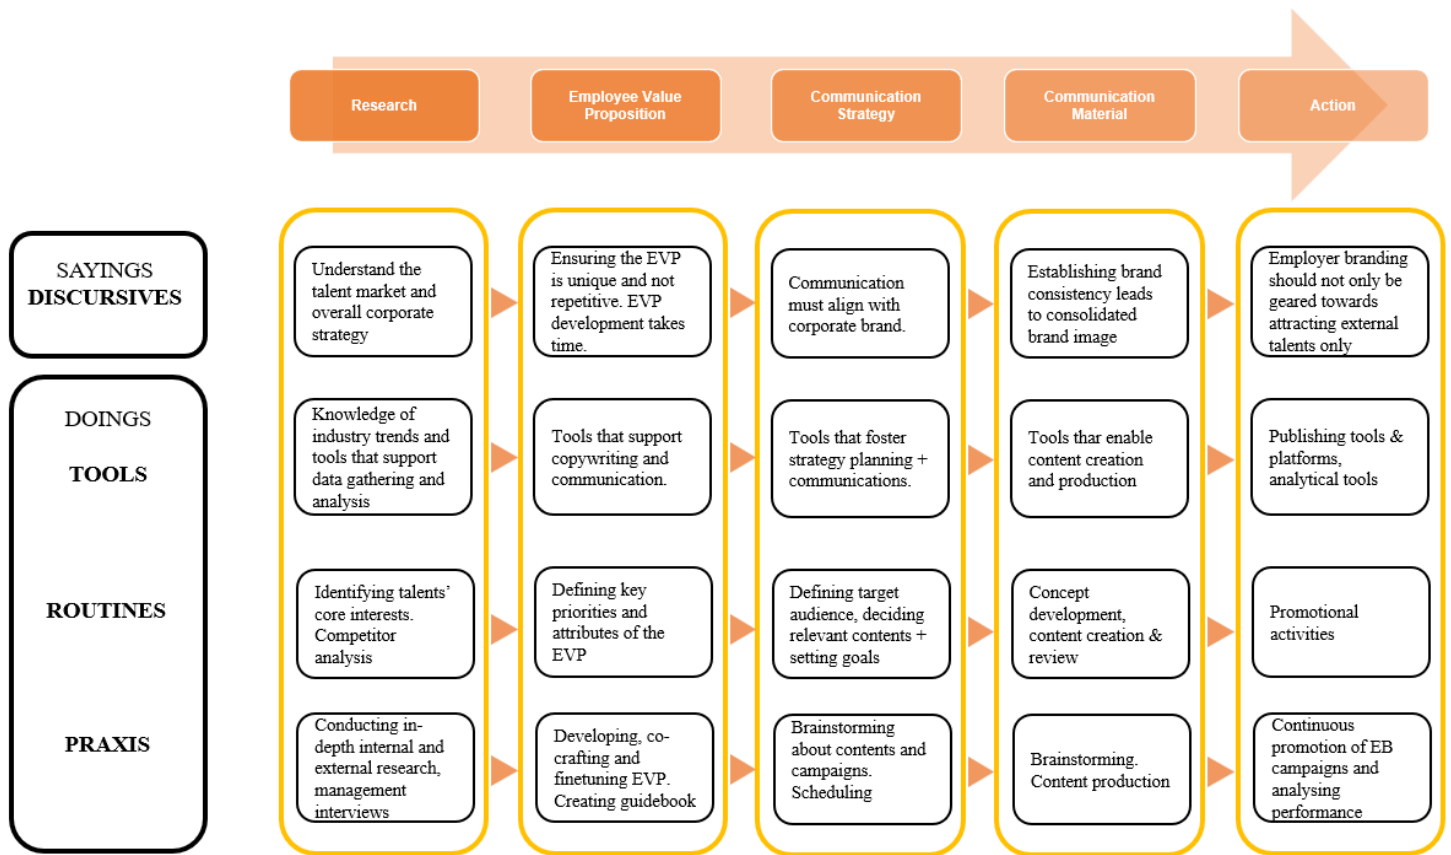 Research
Employee Value
Proposition
Communication
Strategy
Communication
Material
Action
SAYINGS
DISCURSIVES
Understand the
talent market and
overall corporate
strategy
Ensuring the EVP
is unique and not
repetitive. EVP
development takes
time.
Communication
must align with
corporate brand.
Establishing brand
consistency leads
to consolidated
brand image
Employer branding
should not only be
geared towards
attracting external
talents only
DOINGS
TOOLS
Knowledge of
industry trends and
tools that support
data gathering and
analysis
Tools that support
copywriting and
communication.
Tools that foster
strategy planning +
communications.
Tools thar enable
content creation
and production
Publishing tools &
platforms,
analytical tools
ROUTINES
Identifying talents’
core interests.
Competitor
analysis
Defining key
priorities and
attributes of the
EVP
Defining target
audience, deciding
relevant contents +
setting goals
Concept
development,
content creation &
review
Promotional
activities
PRAXIS
Conducting in-
depth internal and
external research,
management
interviews
Developing, co-
crafting and
finetuning EVP.
Creating guidebook
Brainstorming
about contents and
campaigns.
Scheduling
Brainstorming.
Content production
Continuous
promotion of EB
campaigns and
analysing
performance